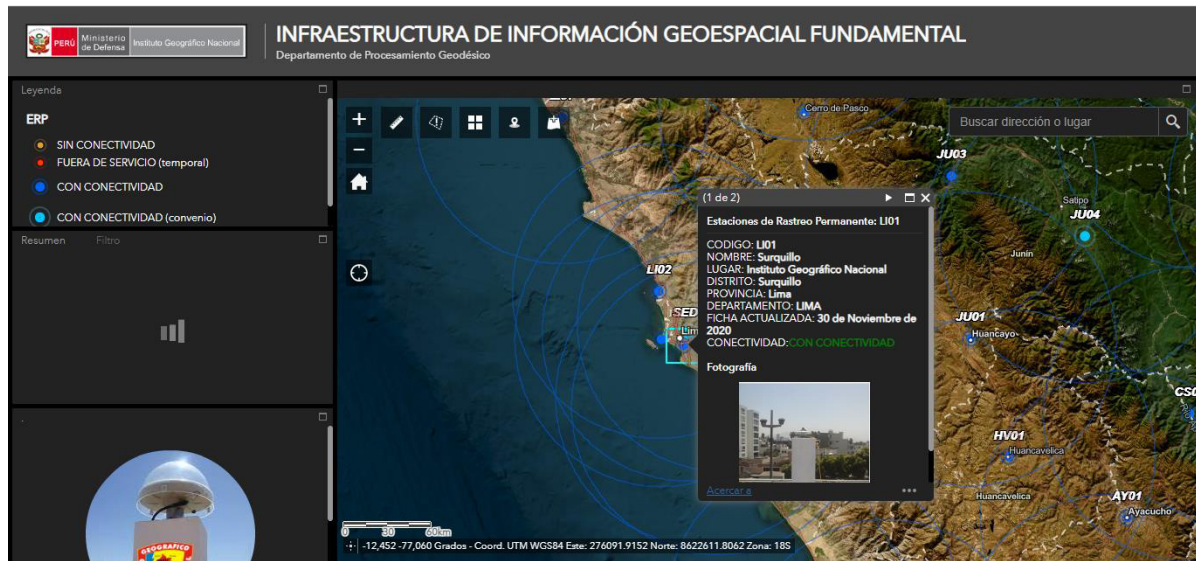 PERÚ
Ministerio
de Defensa
Instituto Geográfico Nacional
INFRAESTRUCTURA DE INFORMACIÓN GEOESPACIAL FUNDAMENTAL
Departamento de Procesamiento Geodésico
Leyenda
ERP
SIN CONECTIVIDAD
FUERA DE SERVICIO (temporal)
CON CONECTIVIDAD
CON CONECTIVIDAD (convenio)
Resumen Filtro
Buscar dirección o lugar
Cerro de Pasco
JU03
Satipo
JU04
Junín
LI02
JU01
Huancayo
HV01
Huancavelica
Huancavelica
AY01
Ayacucho
(1 de 2)
Estaciones de Rastreo Permanente: LI01
CODIGO: LI01
NOMBRE: Surquillo
LUGAR: Instituto Geográfico Nacional
DISTRITO: Surquillo
PROVINCIA: Lima
DEPARTAMENTO: LIMA
FICHA ACTUALIZADA: 30 de Noviembre de
2020
CONECTIVIDAD:CON CONECTIVIDAD
Fotografía
Acercar a
GEOGRAFICO
0 30 60km
-12,452 -77,060 Grados - Coord. UTM WGS84 Este: 276091.9152 Norte: 8622611.8062 Zona: 18S